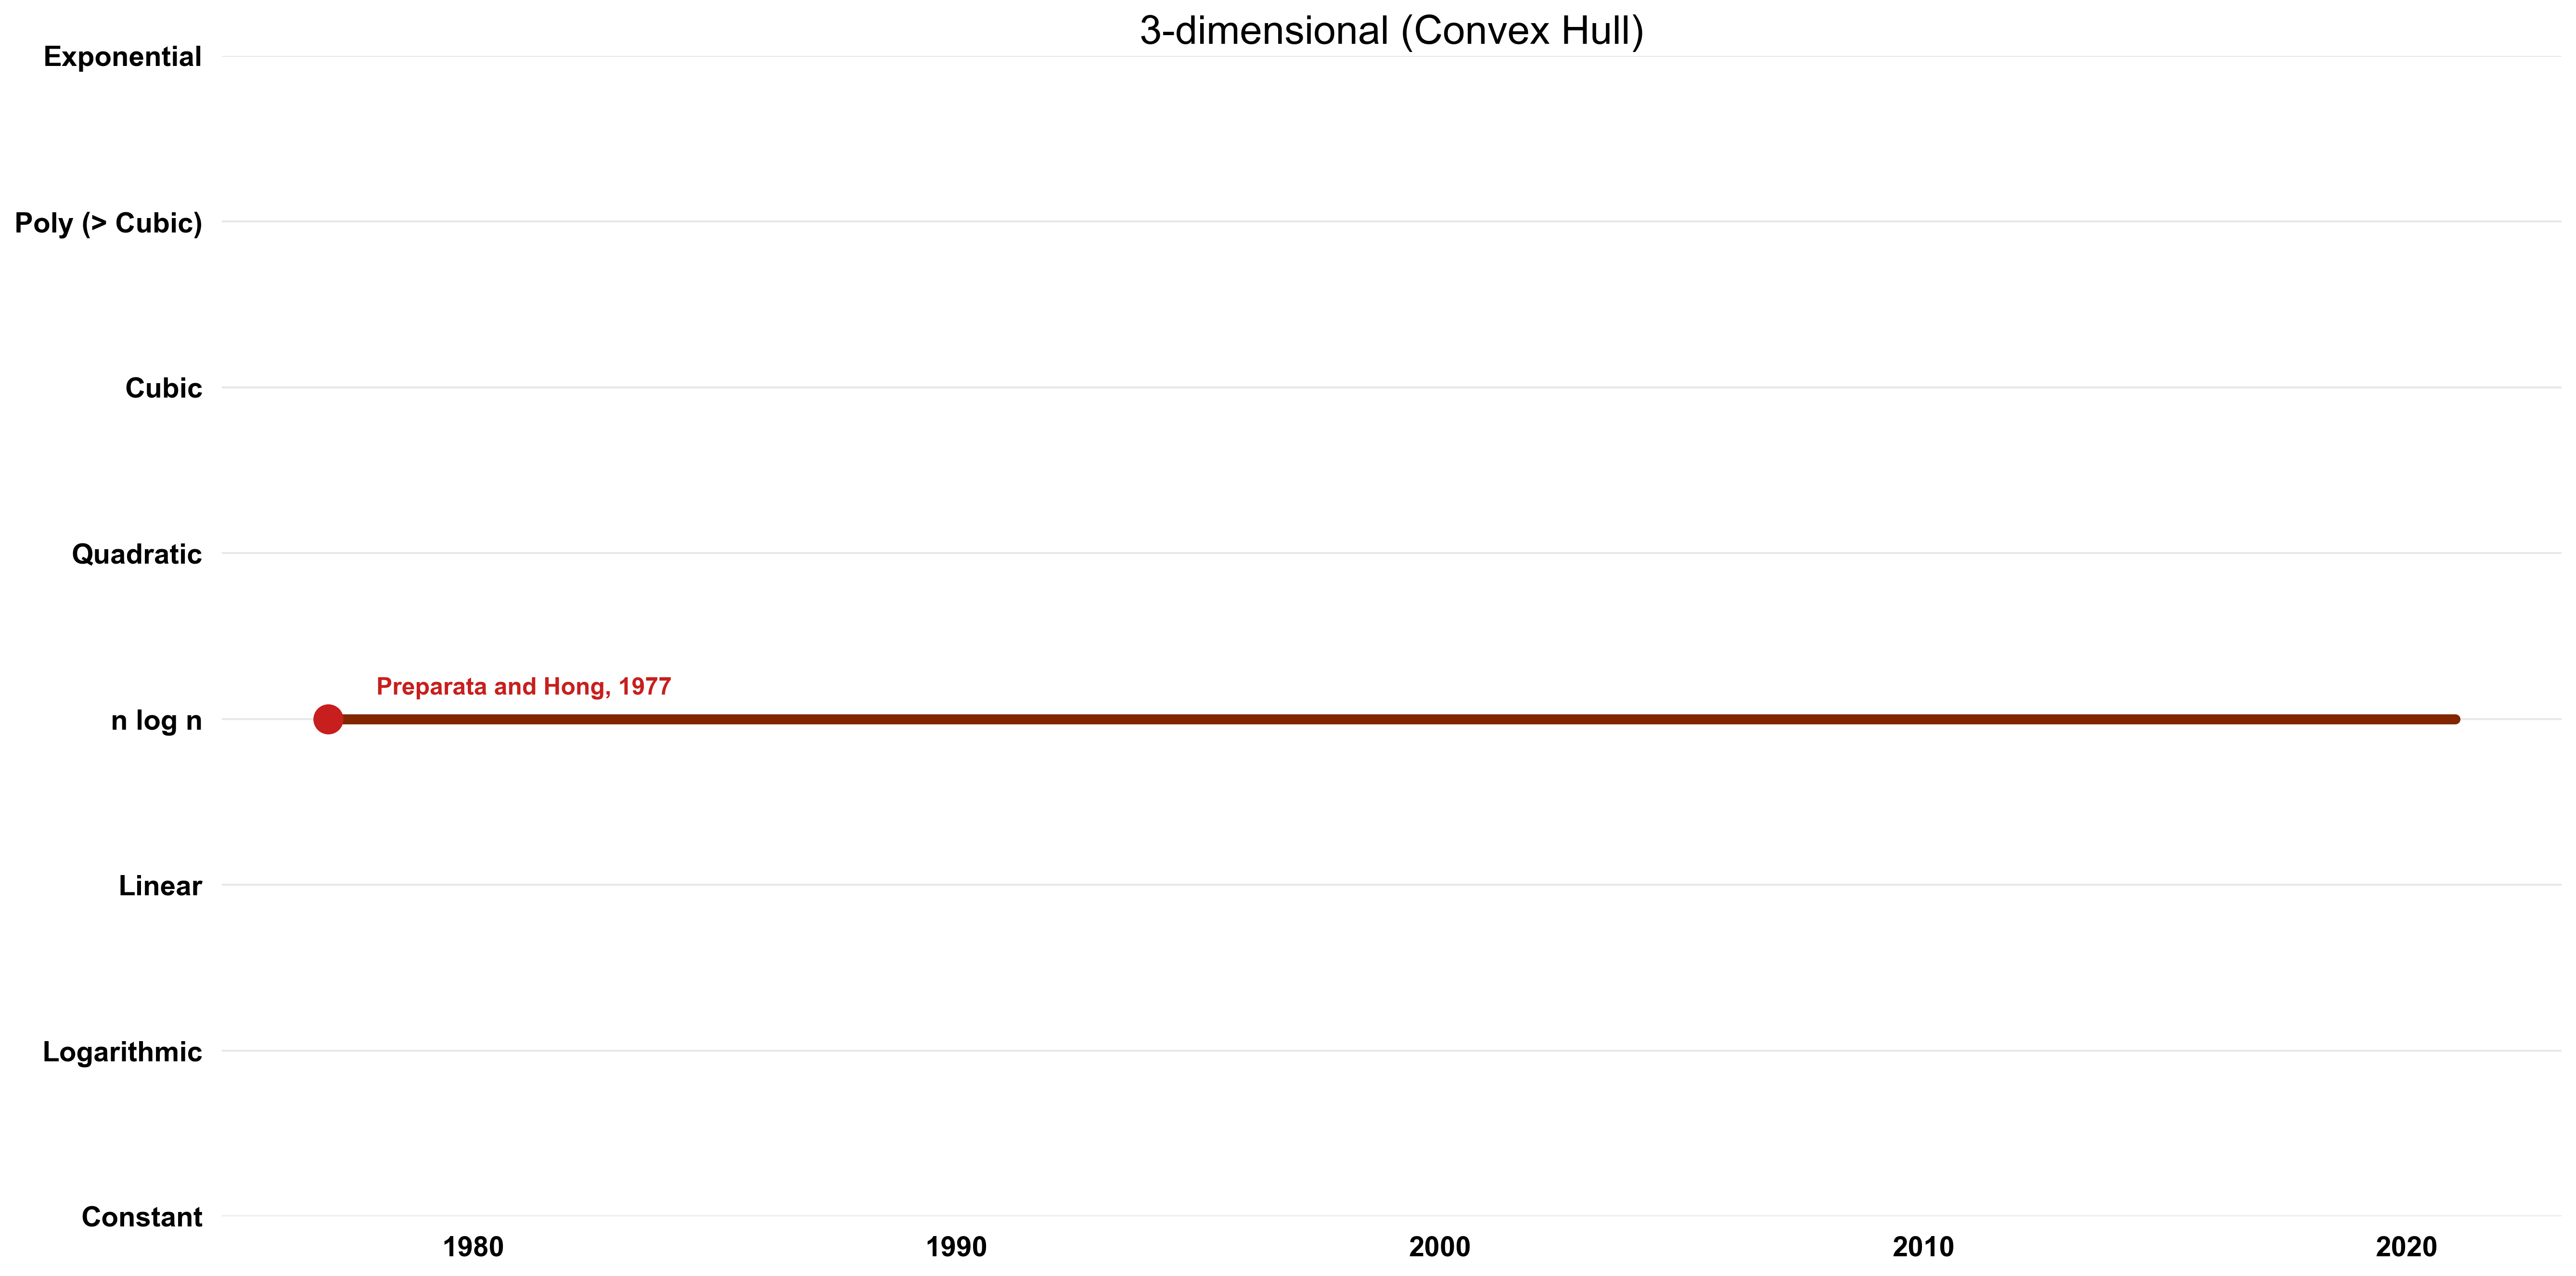 3-dimensional (Convex Hull)
Exponential
Poly (> Cubic)
Cubic
Quadratic
Preparata and Hong, 1977
n log n
Linear
Logarithmic
Constant
1980 1990 2000 2010 2020